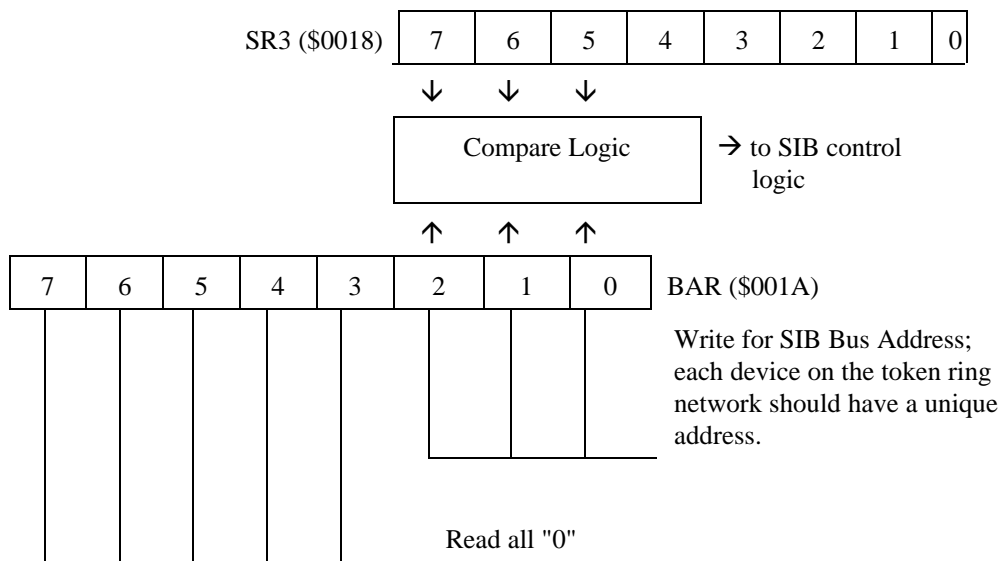 SR3 ($0018) 7 6 5 4 3 2 1 0
↓ ↓ ↓
Compare Logic → to SIB control
logic
↑ ↑ ↑
7 6 5 4 3 2 1 0 BAR ($001A)
Write for SIB Bus Address;
each device on the token ring
network should have a unique
address.
Read all "0"